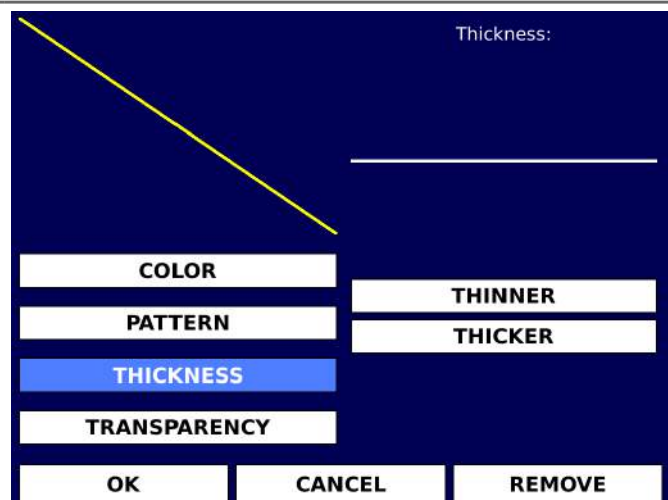 Thickness:
COLOR
PATTERN
THICKNESS
TRANSPARENCY
THINNER
THICKER
OK
CANCEL
REMOVE